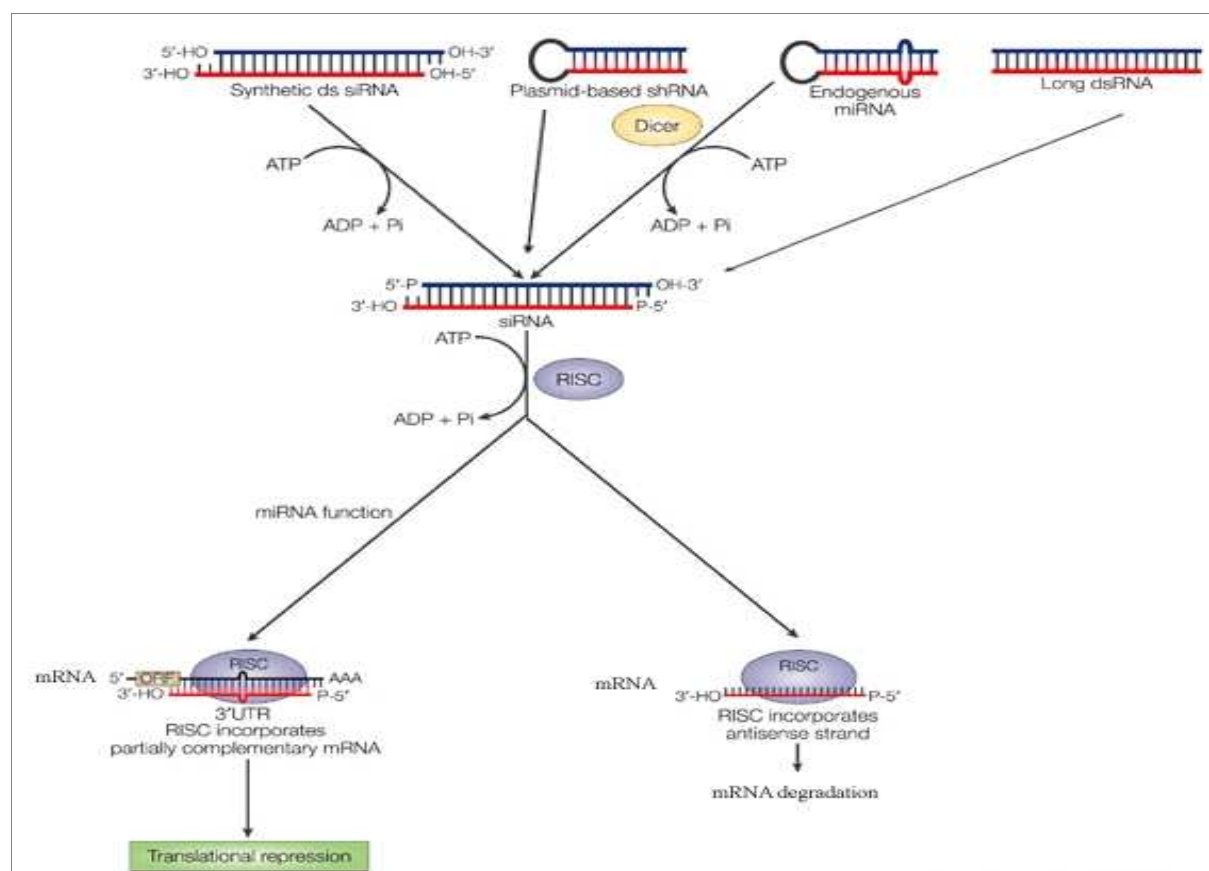 5'-HO
OH-3'
3'-HO
OH-5'
Synthetic ds siRNA
Plasmid-based shRNA
Endogenous
miRNA
Long dsRNA
Dicer
ATP
ATP
ADP + Pi
ADP + Pi
5'-P
OH-3'
3'-HO
P-5'
siRNA
ATP
RISC
ADP + Pi
miRNA function
mRNA
5'
ORF
RISC
AAA
3'-HO
P-5'
3'UTR
RISC incorporates
partially complementary mRNA
Translational repression
mRNA
RISC
3'-HO
P-5'
RISC incorporates
antisense strand
mRNA degradation